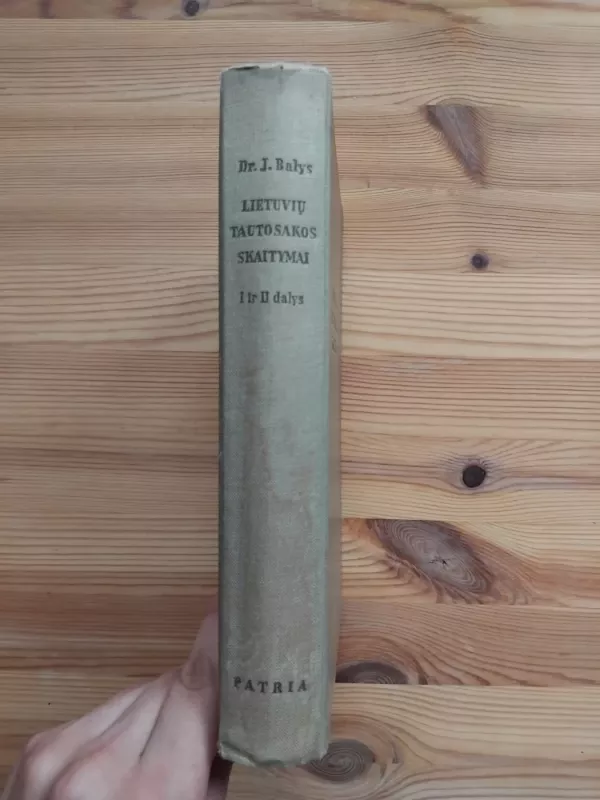 Dr. J. Balys
LIETUVIŲ
TAUTOSAKOS
SKAITYMAI
I ir II dalys
PATRIA